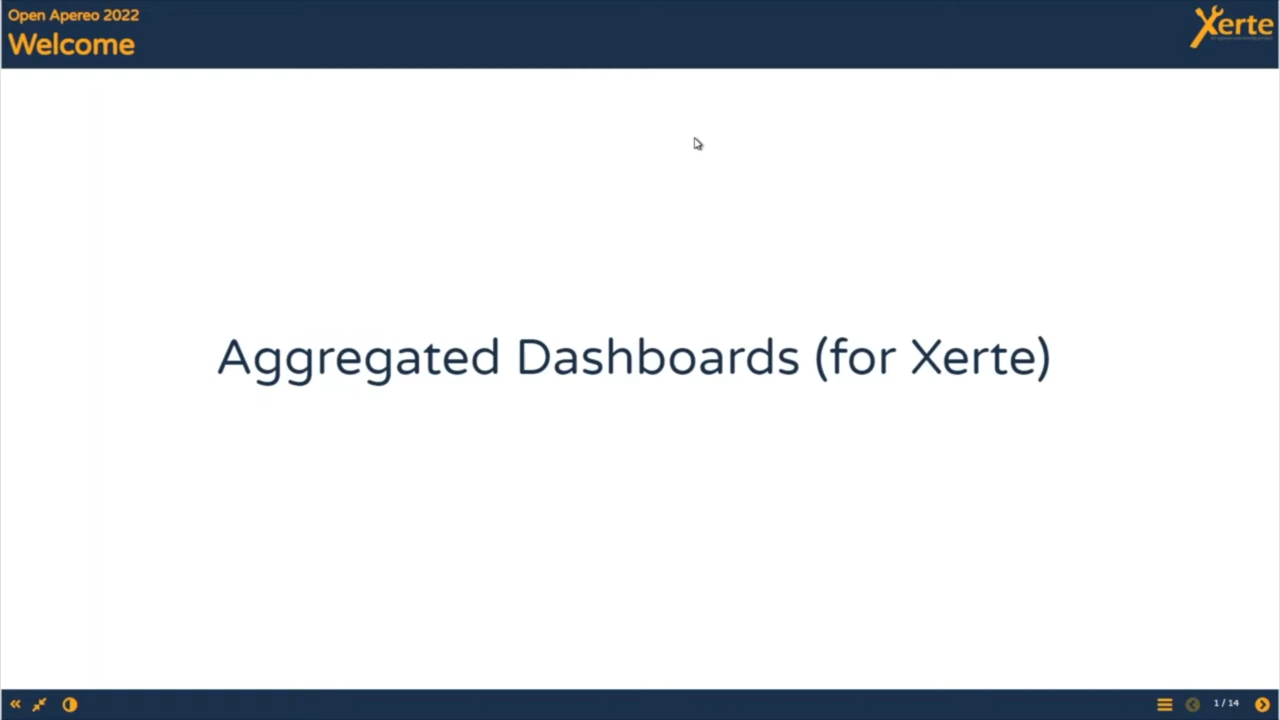 Open Apereo 2022
Welcome
Xerte
Aggregated Dashboards (for Xerte)
1 / 14